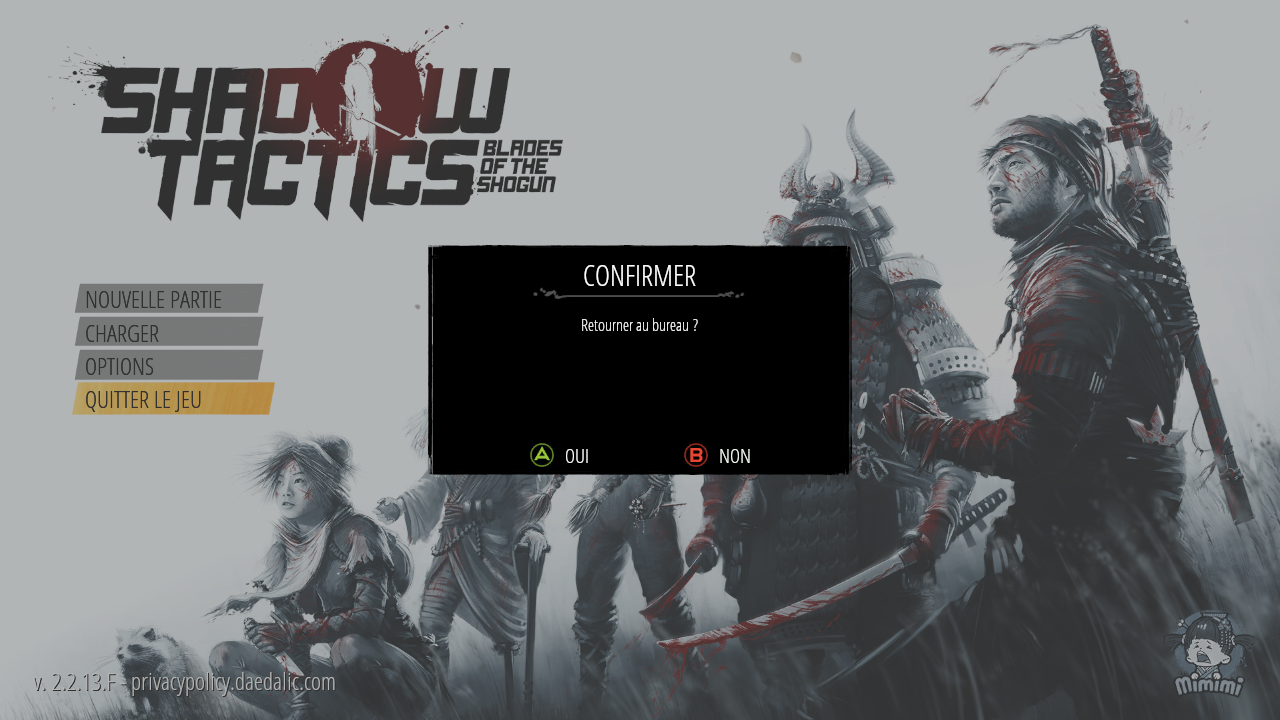 SHADOW
TACTICS
BLADES
OF THE
SHOGUN
CONFIRMER
Retourner au bureau ?
NOUVELLE PARTIE
CHARGER
OPTIONS
QUITTER LE JEU
A OUI
B NON
v. 2.2.13.F - privacypolicy.daedalic.com
Mimimi